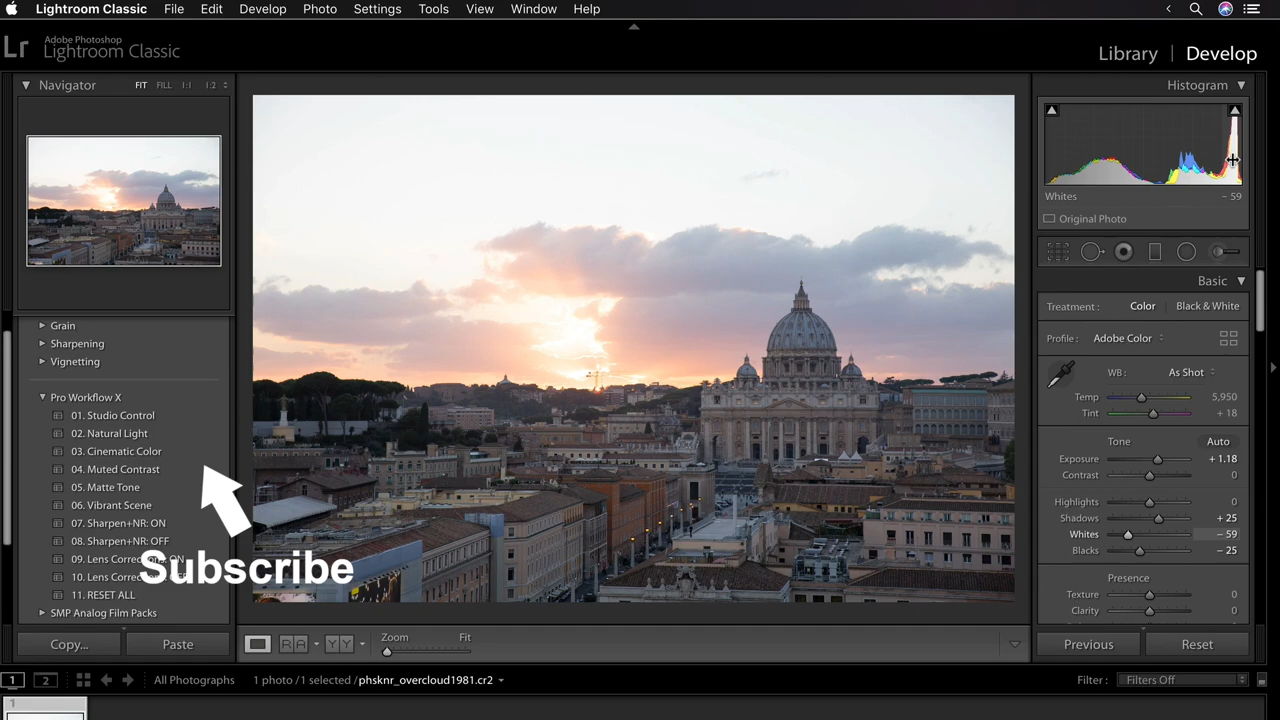 Lightroom Classic File Edit Develop Photo Settings Tools View Window Help
Lr Adobe Photoshop
Lightroom Classic
Library | Develop
Navigator FIT FILL 1:1 1:2
Histogram
Whites - 59
Original Photo
Basic
Treatment : Color Black & White
Profile : Adobe Color
WB : As Shot
Temp 5,950
Tint + 18
Tone Auto
Exposure + 1.18
Contrast 0
Highlights 0
Shadows + 25
Whites - 59
Blacks - 25
Presence
Texture 0
Clarity 0
Grain
Sharpening
Vignetting
Pro Workflow X
01. Studio Control
02. Natural Light
03. Cinematic Color
04. Muted Contrast
05. Matte Tone
06. Vibrant Scene
07. Sharpen+NR: ON
08. Sharpen+NR: OFF
09. Lens Correc ON
10. Lens Correc
11. RESET ALL
SMP Analog Film Packs
Subscribe
Copy... Paste
R A Y Y Zoom Fit
Previous Reset
1 2 All Photographs 1 photo /1 selected /phsknr_overcloud1981.cr2
Filter : Filters Off
1